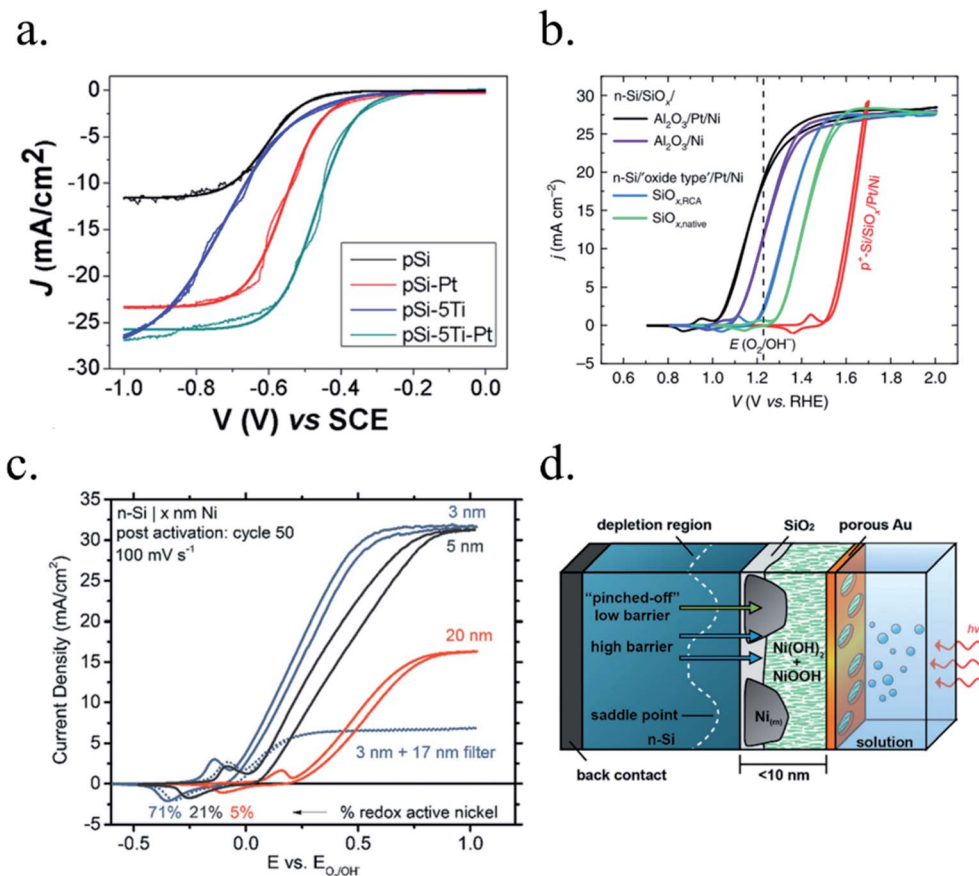 a.
0
-5
-10
-15
-20
-25
-30
J (mA/cm²)
pSi
pSi-Pt
pSi-5Ti
pSi-5Ti-Pt
-1.0 -0.8 -0.6 -0.4 -0.2 0.0
V (V) vs SCE
b.
30
25
20
15
10
5
0
-5
j (mA cm⁻²)
n-Si/SiOₓ/
Al₂O₃/Pt/Ni
Al₂O₃/Ni
n-Si/'oxide type'/Pt/Ni
SiOₓ,RCA
SiOₓ,native
p⁺-Si/SiOₓ/Pt/Ni
E (O₂/OH⁻)
0.6 0.8 1.0 1.2 1.4 1.6 1.8 2.0
V (V vs. RHE)
c.
35
30
25
20
15
10
5
0
-5
Current Density (mA/cm²)
n-Si | x nm Ni
post activation: cycle 50
100 mV s⁻¹
3 nm
5 nm
20 nm
3 nm + 17 nm filter
71% 21% 5% % redox active nickel
-0.5 0.0 0.5 1.0
E vs. E O₂/OH⁻
d.
depletion region
SiO₂
porous Au
"pinched-off"
low barrier
high barrier
saddle point
n-Si
Ni(m)
Ni(OH)₂
+
NiOOH
hν
solution
back contact
<10 nm